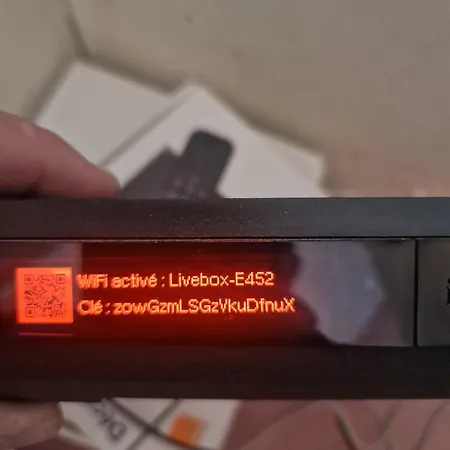 WiFi activé : Livebox-E452
Clé : zowGzmLSGzVkuDfnuX